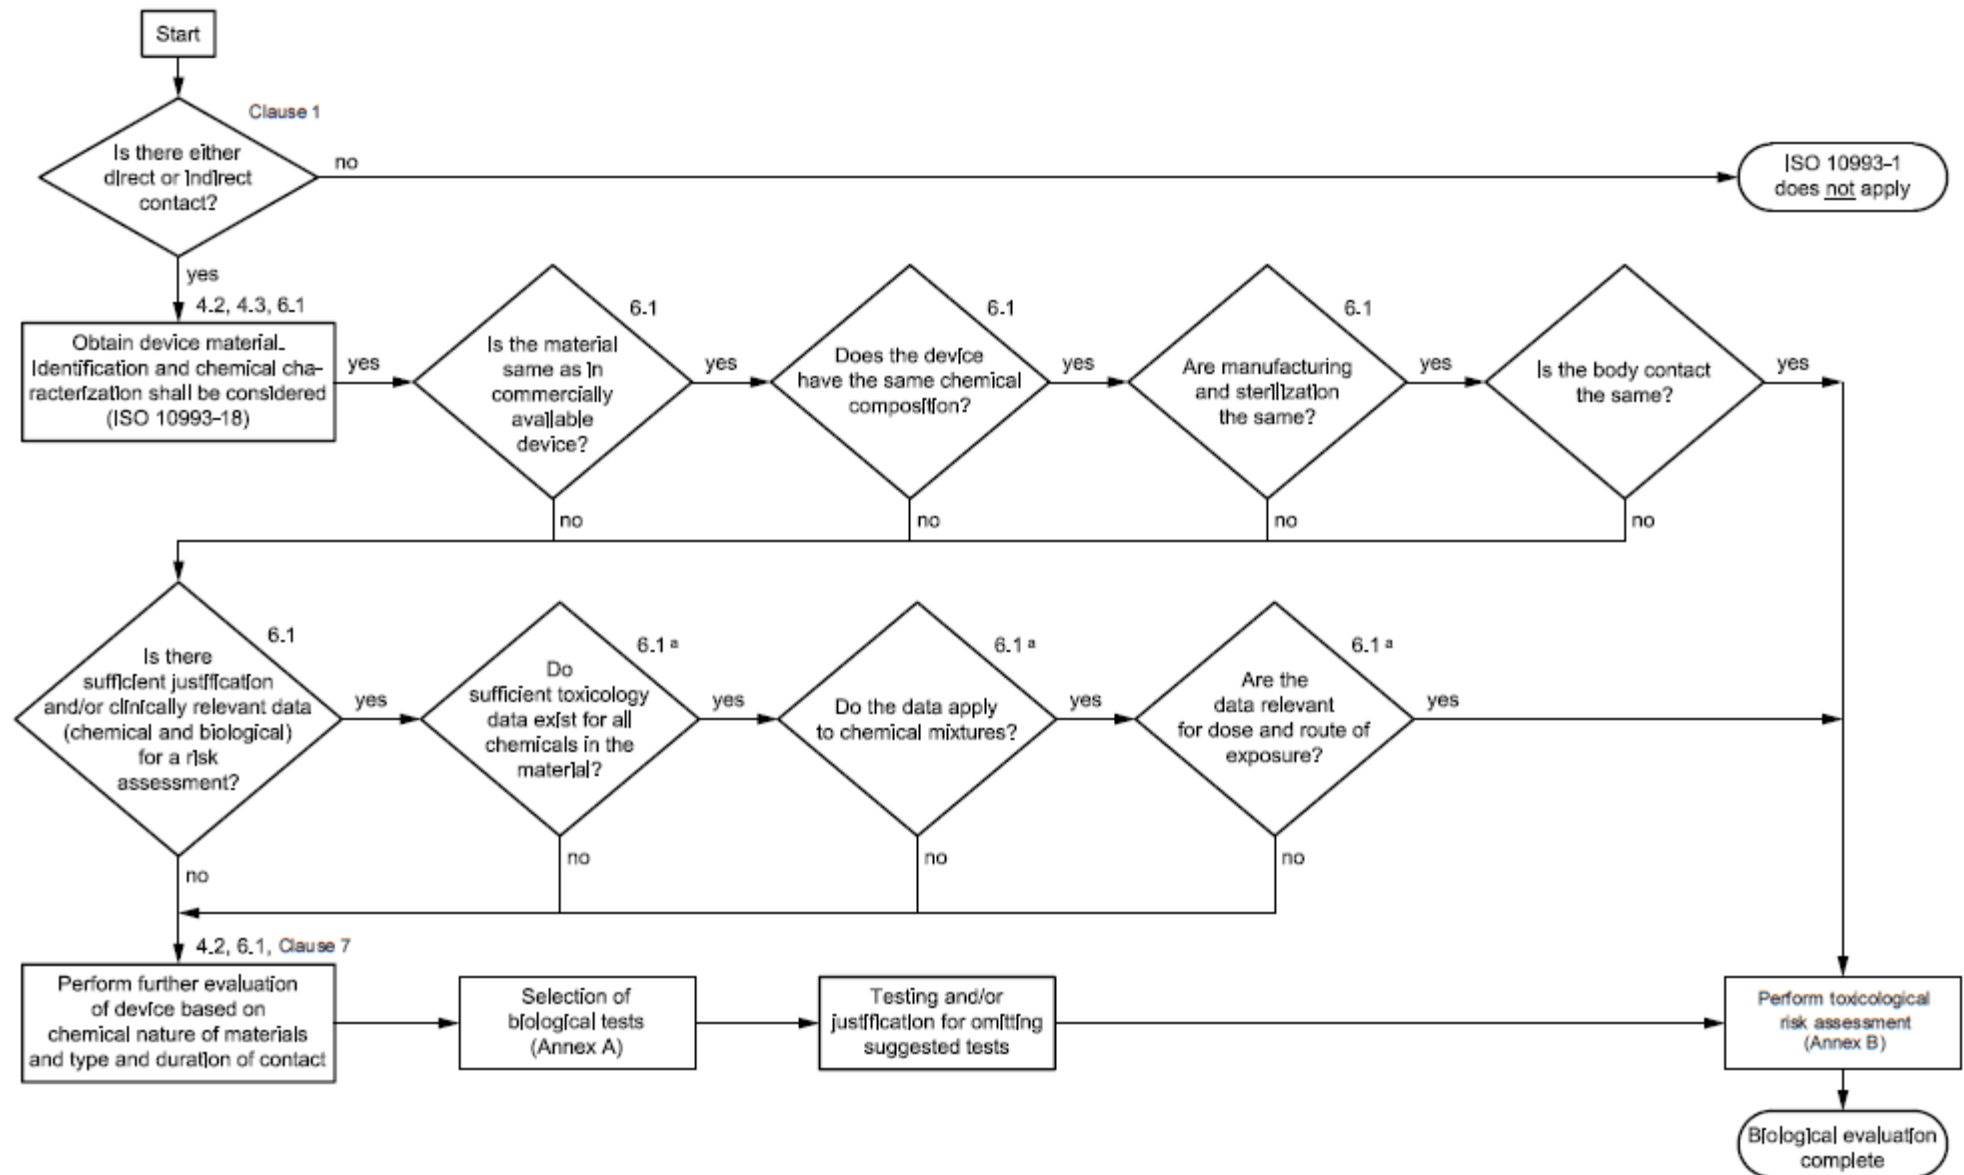 Start
Clause 1
Is there either
direct or indirect
contact?
no
ISO 10993-1
does not apply
yes
4.2, 4.3, 6.1
Obtain device material.
Identification and chemical cha-
racterization shall be considered
(ISO 10993-18)
yes
6.1
Is the material
same as in
commercially
available
device?
yes
no
6.1
Does the device
have the same chemical
composition?
yes
no
6.1
Are manufacturing
and sterilization
the same?
yes
no
Is the body contact
the same?
yes
no
6.1
Is there
sufficient justification
and/or clinically relevant data
(chemical and biological)
for a risk
assessment?
yes
no
6.1 a
Do
sufficient toxicology
data exist for all
chemicals in the
material?
yes
no
6.1 a
Do the data apply
to chemical mixtures?
yes
no
6.1 a
Are the
data relevant
for dose and route of
exposure?
yes
no
4.2, 6.1, Clause 7
Perform further evaluation
of device based on
chemical nature of materials
and type and duration of contact
Selection of
biological tests
(Annex A)
Testing and/or
justification for omitting
suggested tests
Perform toxicological
risk assessment
(Annex B)
Biological evaluation
complete